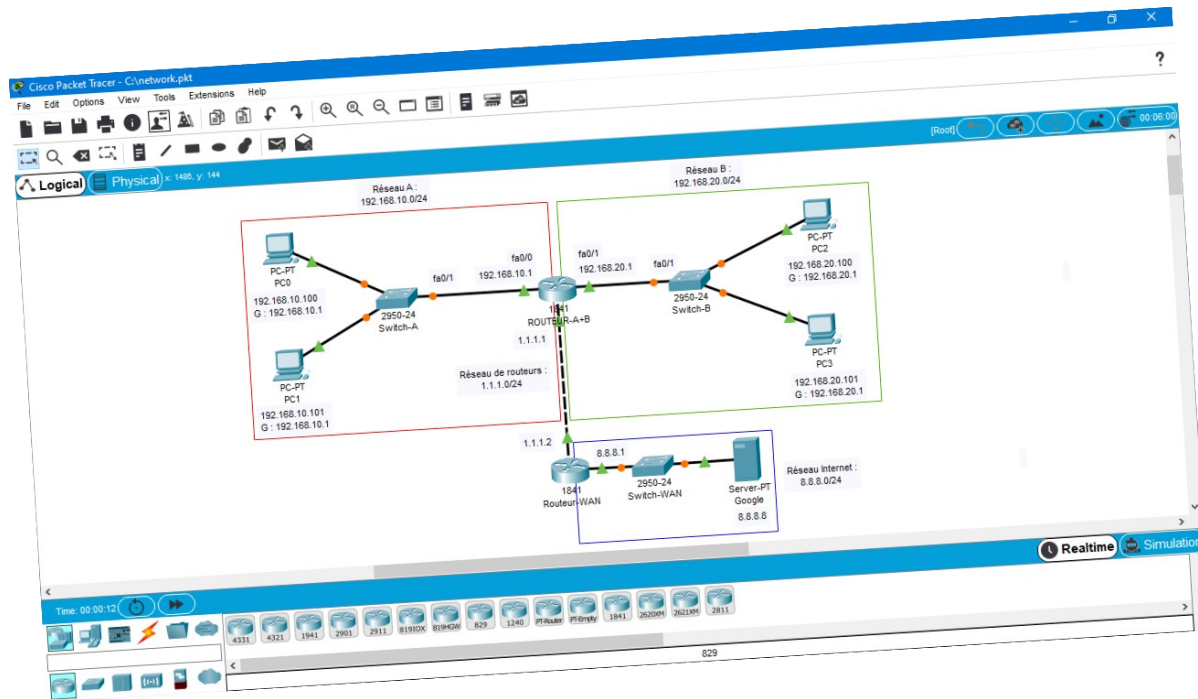 Cisco Packet Tracer - C:\network.pkt
File Edit Options View Tools Extensions Help
?
[Root]
00:06:00
Logical
Physical
x: 1486, y: 144
Réseau A :
192.168.10.0/24
Réseau B :
192.168.20.0/24
PC-PT
PC0
192.168.10.100
G : 192.168.10.1
fa0/1
2950-24
Switch-A
PC-PT
PC1
192.168.10.101
G : 192.168.10.1
fa0/0
192.168.10.1
fa0/1
192.168.20.1
1841
ROUTEUR-A+B
fa0/1
2950-24
Switch-B
PC-PT
PC2
192.168.20.100
G : 192.168.20.1
PC-PT
PC3
192.168.20.101
G : 192.168.20.1
1.1.1.1
Réseau de routeurs :
1.1.1.0/24
1.1.1.2
1841
Routeur-WAN
8.8.8.1
2950-24
Switch-WAN
Server-PT
Google
8.8.8.8
Réseau Internet :
8.8.8.0/24
Realtime
Simulation
Time: 00:00:12
4331 4321 1941 2901 2911 819IOX 819HGW 829 1240 PT-Router PT-Empty 1841 2620XM 2621XM 2811
829